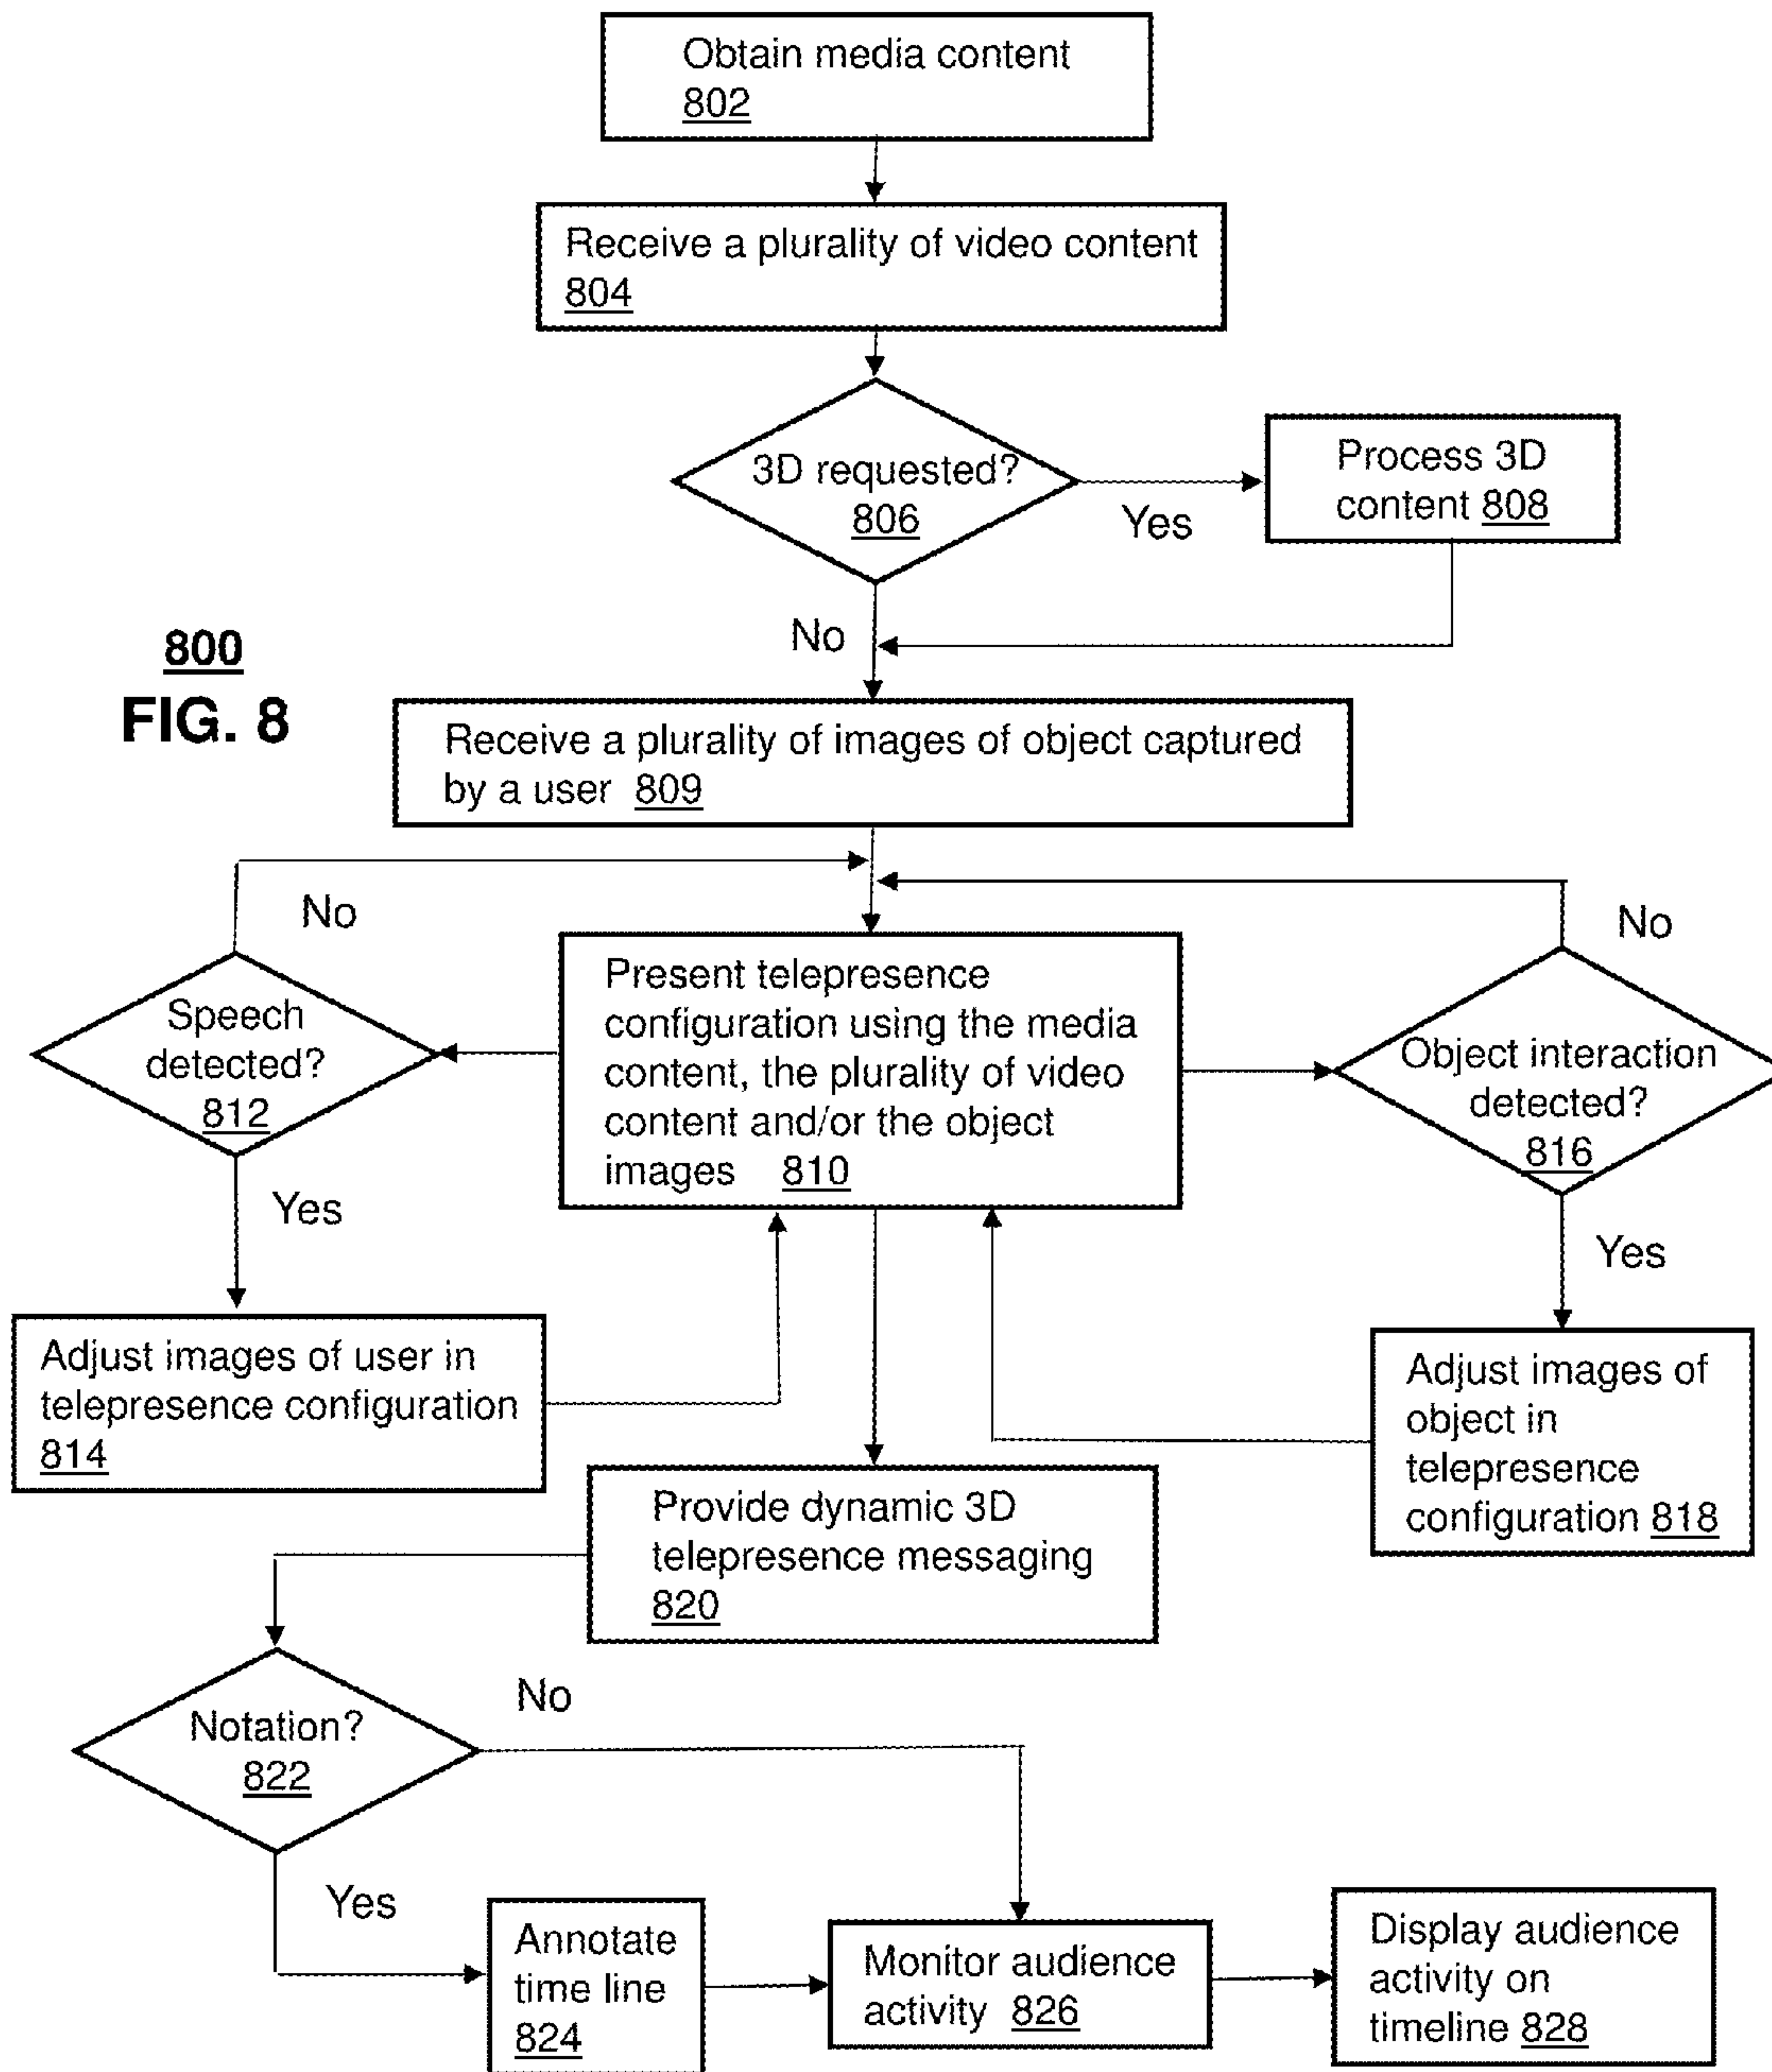 Obtain media content
802
Receive a plurality of video content
804
3D requested?
806
Yes
Process 3D
content 808
No
800
FIG. 8
Receive a plurality of images of object captured
by a user 809
No
No
Speech
detected?
812
Present telepresence
configuration using the media
content, the plurality of video
content and/or the object
images 810
Object interaction
detected?
816
Yes
Yes
Adjust images of user in
telepresence configuration
814
Adjust images of
object in
telepresence
configuration 818
Provide dynamic 3D
telepresence messaging
820
Notation?
822
No
Yes
Annotate
time line
824
Monitor audience
activity 826
Display audience
activity on
timeline 828